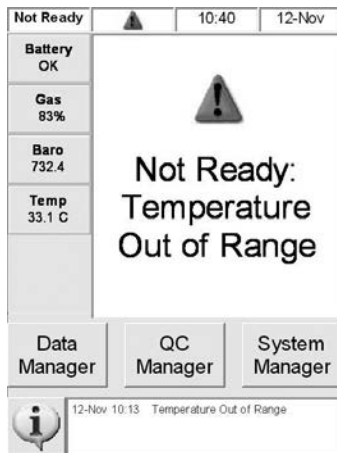 Not Ready 10:40 12-Nov
Battery
OK
Gas
83%
Baro
732.4
Temp
33.1 C
Not Ready:
Temperature
Out of Range
Data
Manager
QC
Manager
System
Manager
12-Nov 10:13 Temperature Out of Range